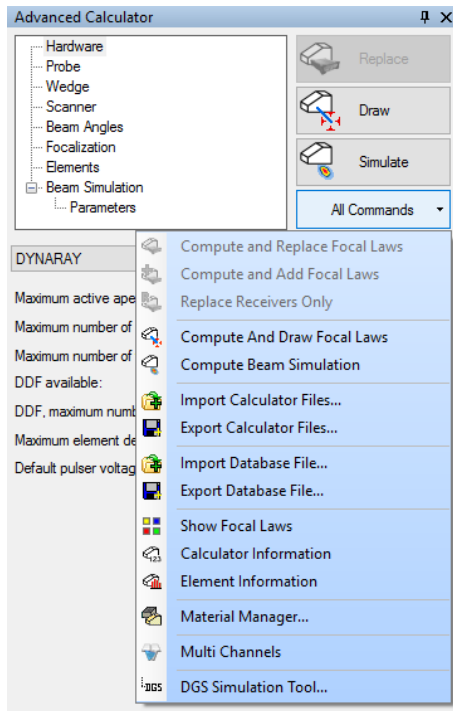 Advanced Calculator
Hardware
Probe
Wedge
Scanner
Beam Angles
Focalization
Elements
Beam Simulation
Parameters
Replace
Draw
Simulate
All Commands
DYNARAY
Maximum active ape
Maximum number of
Maximum number of
DDF available:
DDF, maximum numb
Maximum element de
Default pulser voltag
Compute and Replace Focal Laws
Compute and Add Focal Laws
Replace Receivers Only
Compute And Draw Focal Laws
Compute Beam Simulation
Import Calculator Files...
Export Calculator Files...
Import Database File...
Export Database File...
Show Focal Laws
123 Calculator Information
Element Information
Material Manager...
Multi Channels
DGS DGS Simulation Tool...